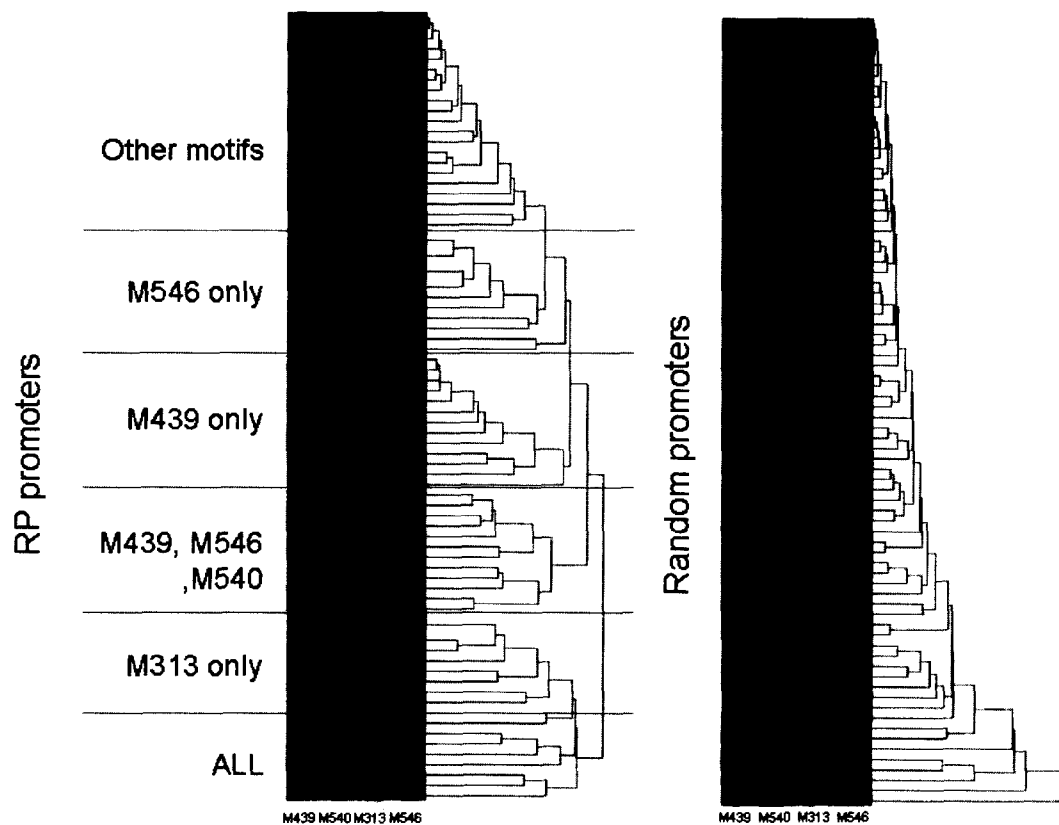 RP promoters
Other motifs
M546 only
M439 only
M439, M546
,M540
M313 only
ALL
M439 M540 M313 M546
Random promoters
M439 M540 M313 M546